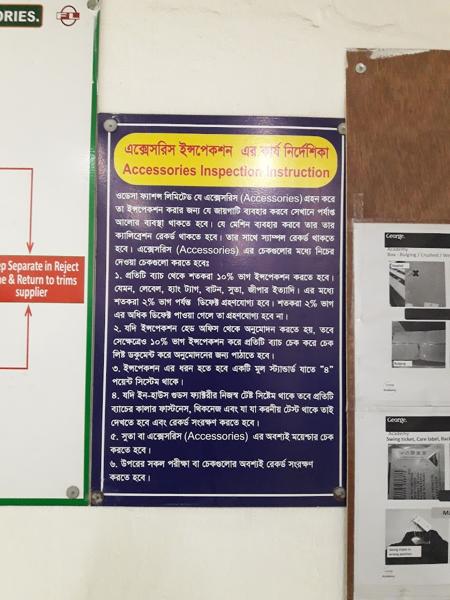 ORIES.
FL
ep Separate in Reject
ne & Return to trims
supplier
এক্সেসরিস ইন্সপেকশন এর কার্য নির্দেশিকা
Accessories Inspection Instruction
ওডেসা ফ্যাশন্স লিমিটেড যে এক্সেসরিস (Accessories) গ্রহন করে
তা ইন্সপেকশন করার জন্য যে জায়গাটি ব্যবহার করবে সেখানে পর্যাপ্ত
আলোর ব্যবস্থা থাকতে হবে। যে মেশিন ব্যবহার করবে তার তার
ক্যালিব্রেশন রেকর্ড থাকতে হবে। তার সাথে স্যাম্পল রেকর্ড থাকতে
হবে। এক্সেসরিস (Accessories) এর চেকগুলোর মধ্যে নিচের
দেওয়া চেকগুলো করতে হবেঃ
১. প্রতিটি ব্যাচ থেকে শতকরা ১০% ভাগ ইন্সপেকশন করতে হবে।
যেমন, লেবেল, হ্যাং ট্যাগ, বাটন, সুতা, জীপার ইত্যাদি। এর মধ্যে
শতকরা ২% ভাগ পর্যন্ত ডিফেক্ট গ্রহণযোগ্য হবে। শতকরা ২% ভাগ
এর অধিক ডিফেক্ট পাওয়া গেলে তা গ্রহণযোগ্য হবে না।
২. যদি ইন্সপেকশন হেড অফিস থেকে অনুমোদন করতে হয়, তবে
সেক্ষেত্রেও ১০% ভাগ ইন্সপেকশন করে প্রতিটি ব্যাচ চেক করে চেক
লিষ্ট ডকুমেন্ট করে অনুমোদনের জন্য পাঠাতে হবে।
৩. ইন্সপেকশন এর ধরন হতে হবে একটি মুল স্ট্যান্ডার্ড যাতে "৪"
পয়েন্ট সিস্টেম থাকে।
৪. যদি ইন-হাউস গুডস ফ্যাক্টরীর নিজস্ব টেষ্ট সিষ্টেম থাকে তবে প্রতিটি
ব্যাচের কালার ফাস্টনেস, থিকনেজ এবং যা যা করনীয় টেস্ট থাকে তাই
দেখতে হবে এবং রেকর্ড সংরক্ষণ করতে হবে।
৫. সুতা বা এক্সেসরিস (Accessories) এর অবশ্যই ময়েশ্চার চেক
করতে হবে।
৬. উপরের সকল পরীক্ষা বা চেকগুলোর অবশ্যই রেকর্ড সংরক্ষণ
করতে হবে।
George.
Academy
Box - Bulging / Crushed / W
Bulging
George.
Academy
Swing ticket, Care label, Bar
Ma
Academy